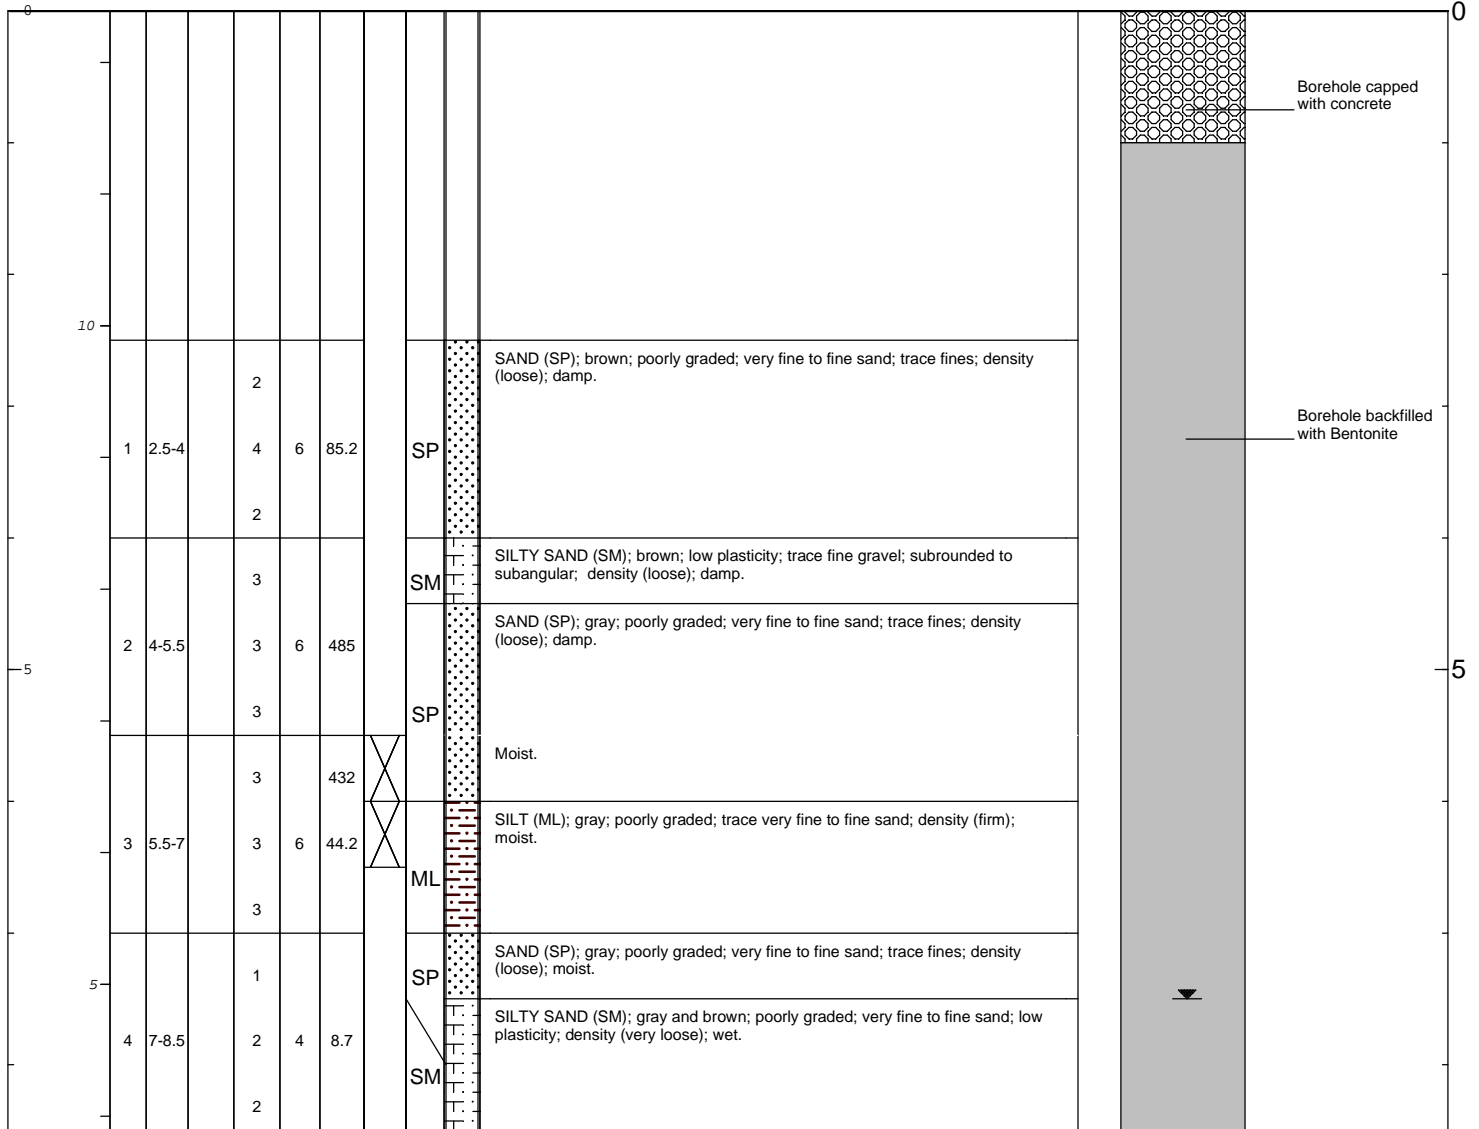 0
0
Borehole capped
with concrete
10
SAND (SP); brown; poorly graded; very fine to fine sand; trace fines; density
(loose); damp.
2
1 2.5-4 4 6 85.2 SP
2
Borehole backfilled
with Bentonite
SILTY SAND (SM); brown; low plasticity; trace fine gravel; subrounded to
subangular; density (loose); damp.
3 SM
SAND (SP); gray; poorly graded; very fine to fine sand; trace fines; density
(loose); damp.
2 4-5.5 3 6 485
5
5
3 SP
Moist.
3 432
SILT (ML); gray; poorly graded; trace very fine to fine sand; density (firm);
moist.
3 5.5-7 3 6 44.2
ML
3
SAND (SP); gray; poorly graded; very fine to fine sand; trace fines; density
(loose); moist.
1 SP
5
SILTY SAND (SM); gray and brown; poorly graded; very fine to fine sand; low
plasticity; density (very loose); wet.
4 7-8.5 2 4 8.7
SM
2